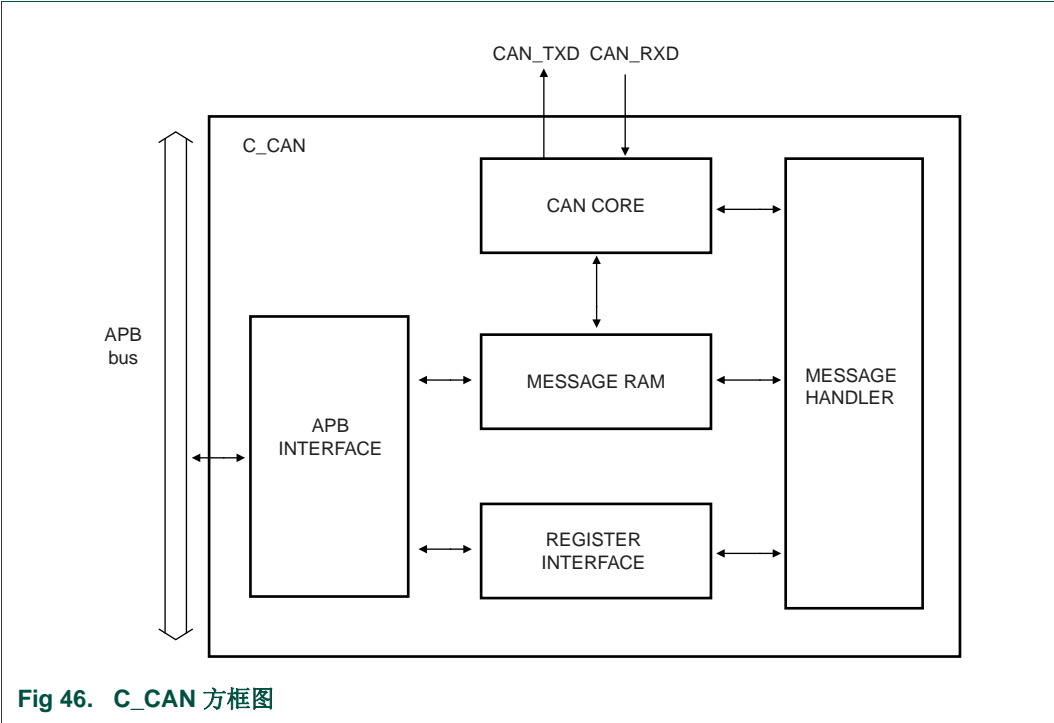 CAN_TXD CAN_RXD
C_CAN
CAN CORE
APB
bus
MESSAGE RAM
MESSAGE
HANDLER
APB
INTERFACE
REGISTER
INTERFACE
Fig 46. C_CAN 方框图